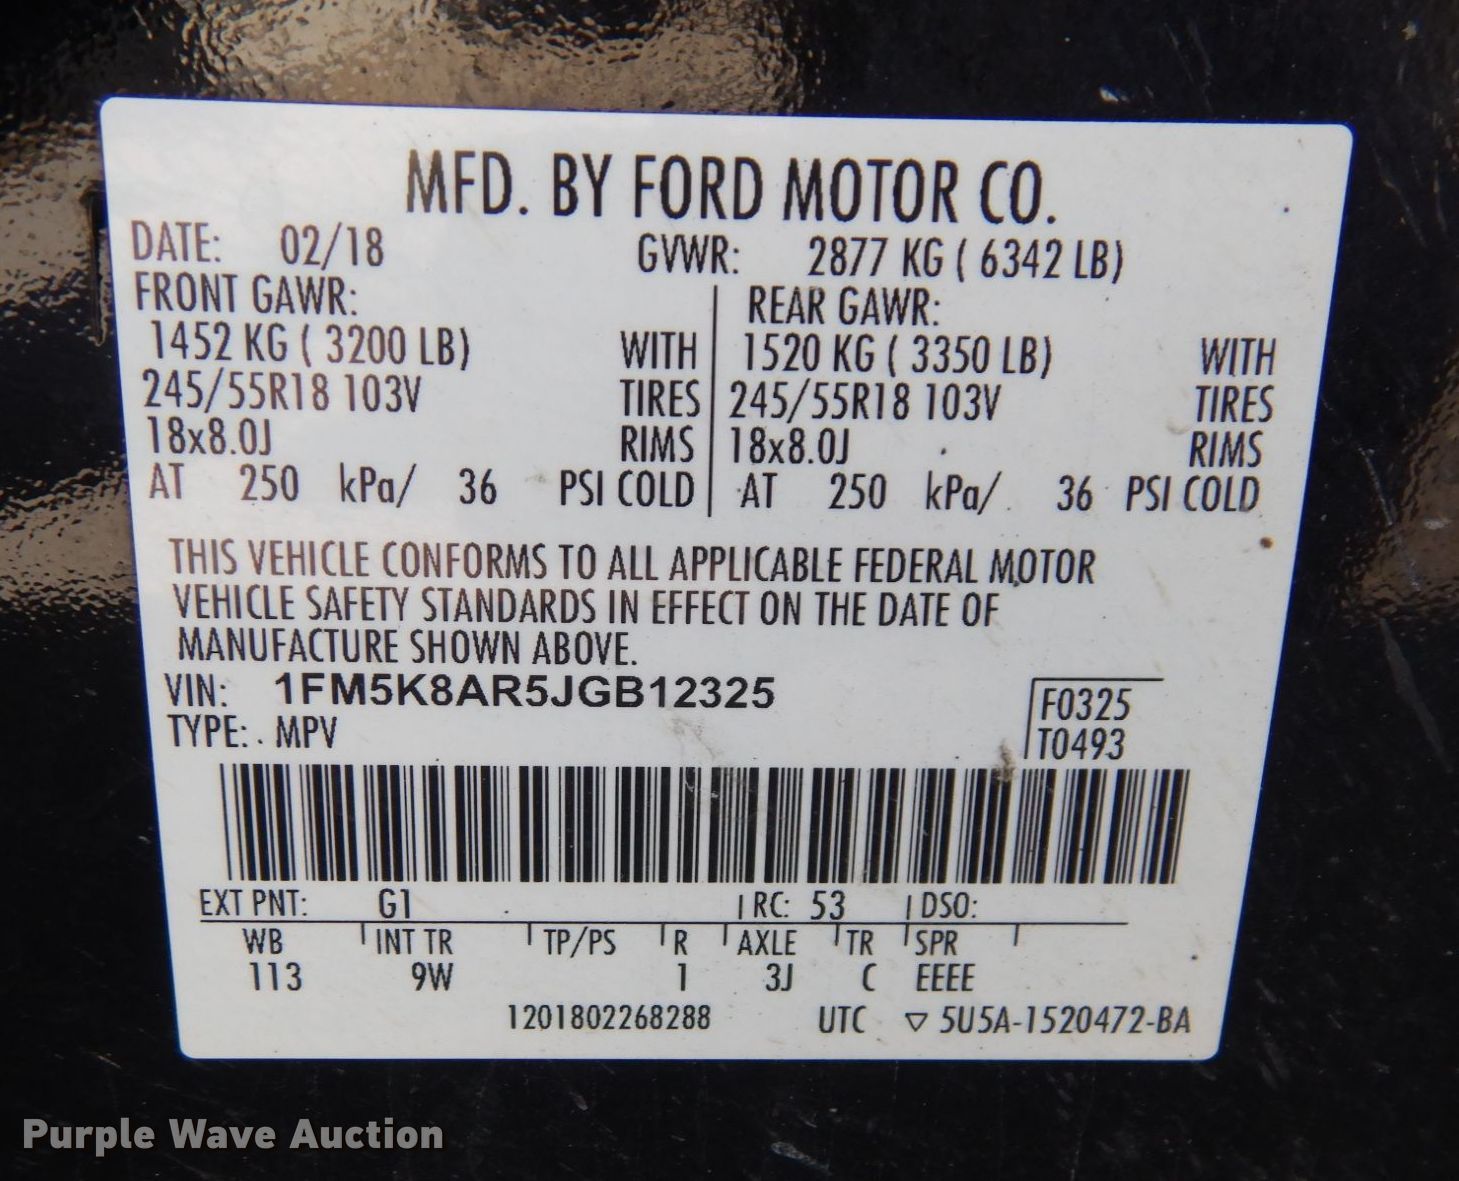 MFD. BY FORD MOTOR CO.
DATE: 02/18 GVWR: 2877 KG ( 6342 LB)
FRONT GAWR: REAR GAWR:
1452 KG ( 3200 LB) WITH 1520 KG ( 3350 LB) WITH
245/55R18 103V TIRES 245/55R18 103V TIRES
18x8.0J RIMS 18x8.0J RIMS
AT 250 kPa/ 36 PSI COLD AT 250 kPa/ 36 PSI COLD
THIS VEHICLE CONFORMS TO ALL APPLICABLE FEDERAL MOTOR
VEHICLE SAFETY STANDARDS IN EFFECT ON THE DATE OF
MANUFACTURE SHOWN ABOVE.
VIN: 1FM5K8AR5JGB12325 F0325
TYPE: MPV T0493
EXT PNT: G1 RC: 53 DSO:
WB INT TR TP/PS R AXLE TR SPR
113 9W 1 3J C EEEE
1201802268288 UTC ▽ 5U5A-1520472-BA
Purple Wave Auction